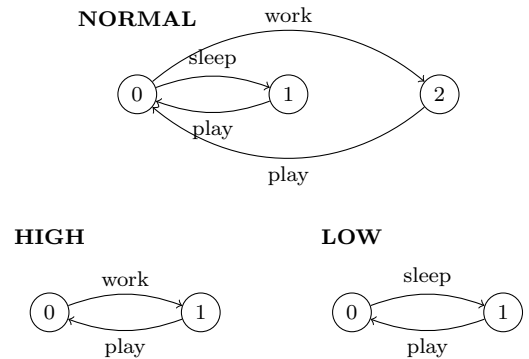 NORMAL
work
sleep
0 1 2
play
play
HIGH LOW
work sleep
0 1 0 1
play play